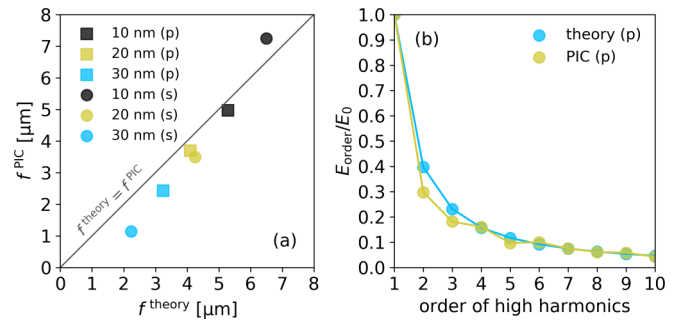 8
7
6
5
4
3
2
1
0
f^PIC [μm]
10 nm (p)
20 nm (p)
30 nm (p)
10 nm (s)
20 nm (s)
30 nm (s)
f^theory = f^PIC
(a)
0 1 2 3 4 5 6 7 8
f^theory [μm]
1.0
0.9
0.8
0.7
0.6
0.5
0.4
0.3
0.2
0.1
0.0
E_order/E_0
(b)
theory (p)
PIC (p)
1 2 3 4 5 6 7 8 9 10
order of high harmonics